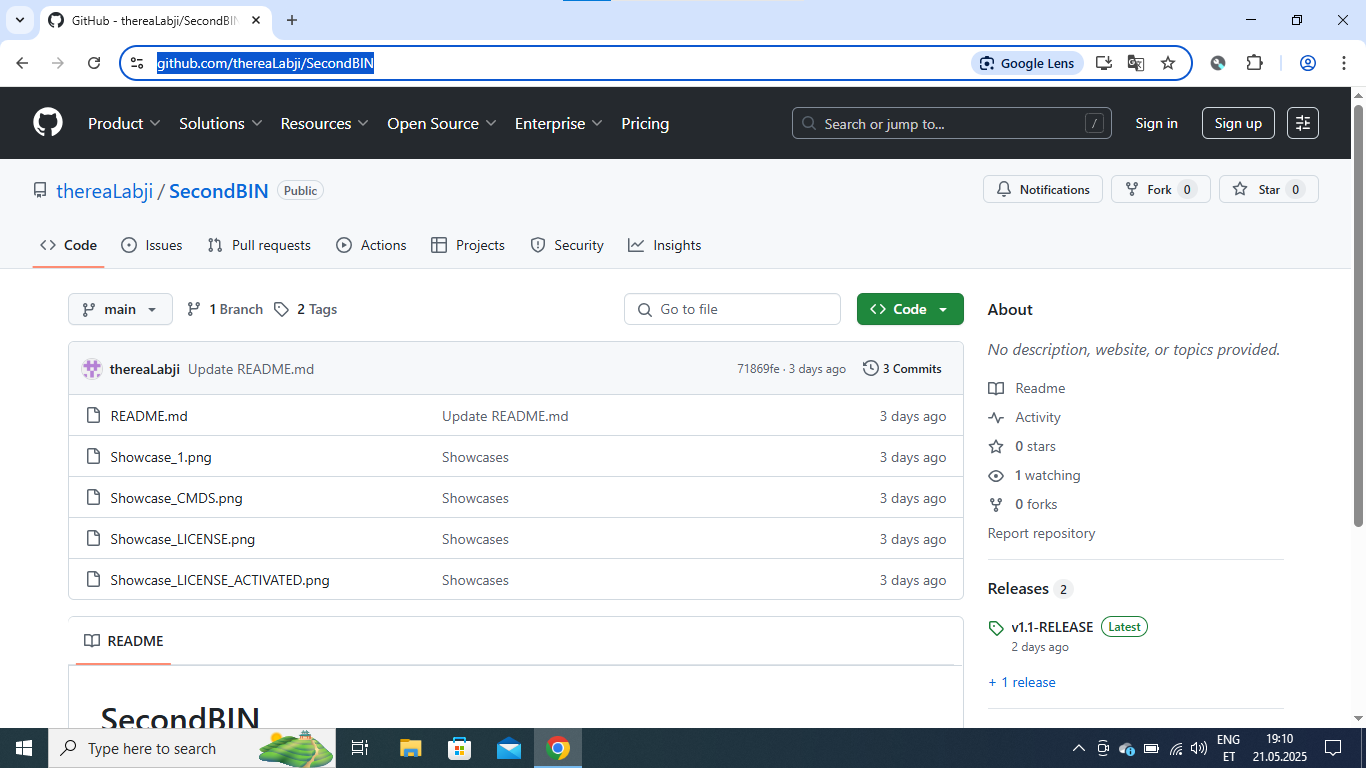 GitHub - thereaLabji/SecondBIN
github.com/thereaLabji/SecondBIN
Google Lens
Product
Solutions
Resources
Open Source
Enterprise
Pricing
Search or jump to...
/
Sign in
Sign up
thereaLabji / SecondBIN
Public
Notifications
Fork 0
Star 0
Code
Issues
Pull requests
Actions
Projects
Security
Insights
main
1 Branch
2 Tags
Go to file
Code
thereaLabji Update README.md
71869fe · 3 days ago
3 Commits
README.md Update README.md 3 days ago
Showcase_1.png Showcases 3 days ago
Showcase_CMDS.png Showcases 3 days ago
Showcase_LICENSE.png Showcases 3 days ago
Showcase_LICENSE_ACTIVATED.png Showcases 3 days ago
README
SecondBIN
About
No description, website, or topics provided.
Readme
Activity
0 stars
1 watching
0 forks
Report repository
Releases 2
v1.1-RELEASE Latest
2 days ago
+ 1 release
Type here to search
ENG
ET
19:10
21.05.2025